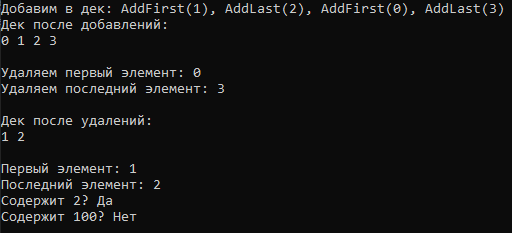 Добавим в дек: AddFirst(1), AddLast(2), AddFirst(0), AddLast(3)
Дек после добавлений:
0 1 2 3
Удаляем первый элемент: 0
Удаляем последний элемент: 3
Дек после удалений:
1 2
Первый элемент: 1
Последний элемент: 2
Содержит 2? Да
Содержит 100? Нет